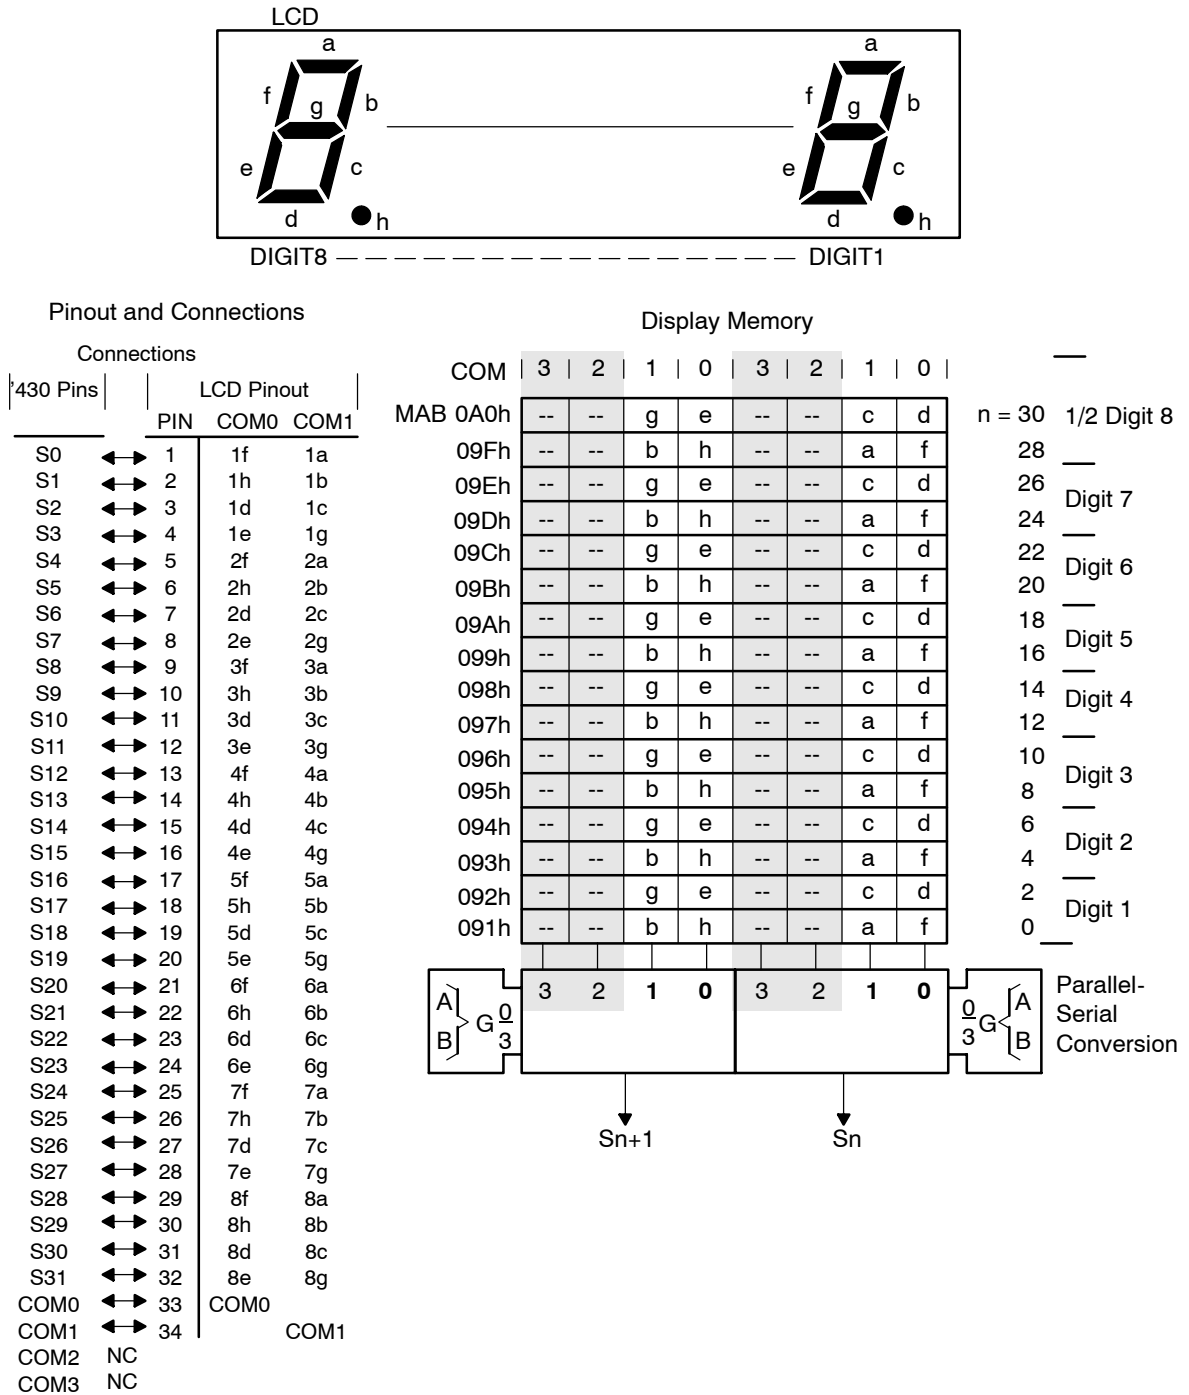 LCD
a
f
g
b
e
c
d
h
a
f
g
b
e
c
d
h
DIGIT8 — — — — — — — — — — — — — — — — DIGIT1
Pinout and Connections
Connections
'430 Pins
LCD Pinout
PIN COM0 COM1
S0 1 1f 1a
S1 2 1h 1b
S2 3 1d 1c
S3 4 1e 1g
S4 5 2f 2a
S5 6 2h 2b
S6 7 2d 2c
S7 8 2e 2g
S8 9 3f 3a
S9 10 3h 3b
S10 11 3d 3c
S11 12 3e 3g
S12 13 4f 4a
S13 14 4h 4b
S14 15 4d 4c
S15 16 4e 4g
S16 17 5f 5a
S17 18 5h 5b
S18 19 5d 5c
S19 20 5e 5g
S20 21 6f 6a
S21 22 6h 6b
S22 23 6d 6c
S23 24 6e 6g
S24 25 7f 7a
S25 26 7h 7b
S26 27 7d 7c
S27 28 7e 7g
S28 29 8f 8a
S29 30 8h 8b
S30 31 8d 8c
S31 32 8e 8g
COM0 33 COM0
COM1 34 COM1
COM2 NC
COM3 NC
Display Memory
COM 3 2 1 0 3 2 1 0
MAB 0A0h -- -- g e -- -- c d n = 30 1/2 Digit 8
09Fh -- -- b h -- -- a f 28
09Eh -- -- g e -- -- c d 26
Digit 7
09Dh -- -- b h -- -- a f 24
09Ch -- -- g e -- -- c d 22
Digit 6
09Bh -- -- b h -- -- a f 20
09Ah -- -- g e -- -- c d 18
Digit 5
099h -- -- b h -- -- a f 16
098h -- -- g e -- -- c d 14
Digit 4
097h -- -- b h -- -- a f 12
096h -- -- g e -- -- c d 10
Digit 3
095h -- -- b h -- -- a f 8
094h -- -- g e -- -- c d 6
Digit 2
093h -- -- b h -- -- a f 4
092h -- -- g e -- -- c d 2
Digit 1
091h -- -- b h -- -- a f 0
3 2 1 0 3 2 1 0
A
B
G 0
3
0
3 G
A
B
Parallel-
Serial
Conversion
Sn+1
Sn